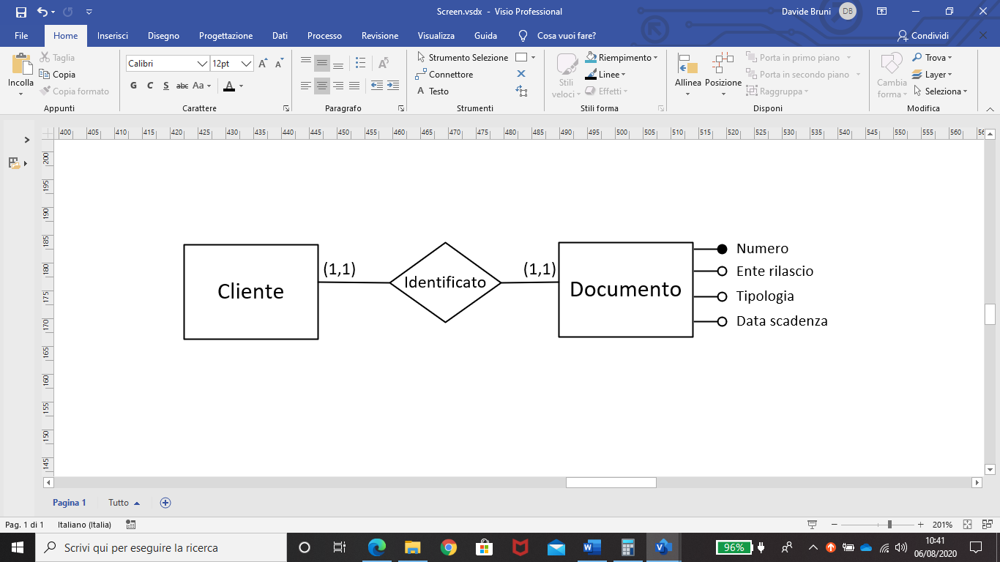 Screen.vsdx - Visio Professional
Davide Bruni DB
File Home Inserisci Disegno Progettazione Dati Processo Revisione Visualizza Guida Cosa vuoi fare? Condividi
Incolla
Taglia
Copia
Copia formato
Appunti
Calibri 12pt
G C S abc Aa A
Carattere
Paragrafo
Strumento Selezione
Connettore
A Testo
Strumenti
Stili veloci
Riempimento
Linee
Effetti
Stili forma
Allinea Posizione
Porta in primo piano
Porta in secondo piano
Raggruppa
Disponi
Cambia forma
Trova
Layer
Seleziona
Modifica
400 405 410 415 420 425 430 435 440 445 450 455 460 465 470 475 480 485 490 495 500 505 510 515 520 525 530 535 540 545 550 555 560
200
195
190
185
180
175
170
165
160
155
150
145
Cliente
(1,1)
Identificato
(1,1)
Documento
Numero
Ente rilascio
Tipologia
Data scadenza
Pagina 1 Tutto
Pag. 1 di 1 Italiano (Italia) 201%
Scrivi qui per eseguire la ricerca
96%
10:41
06/08/2020